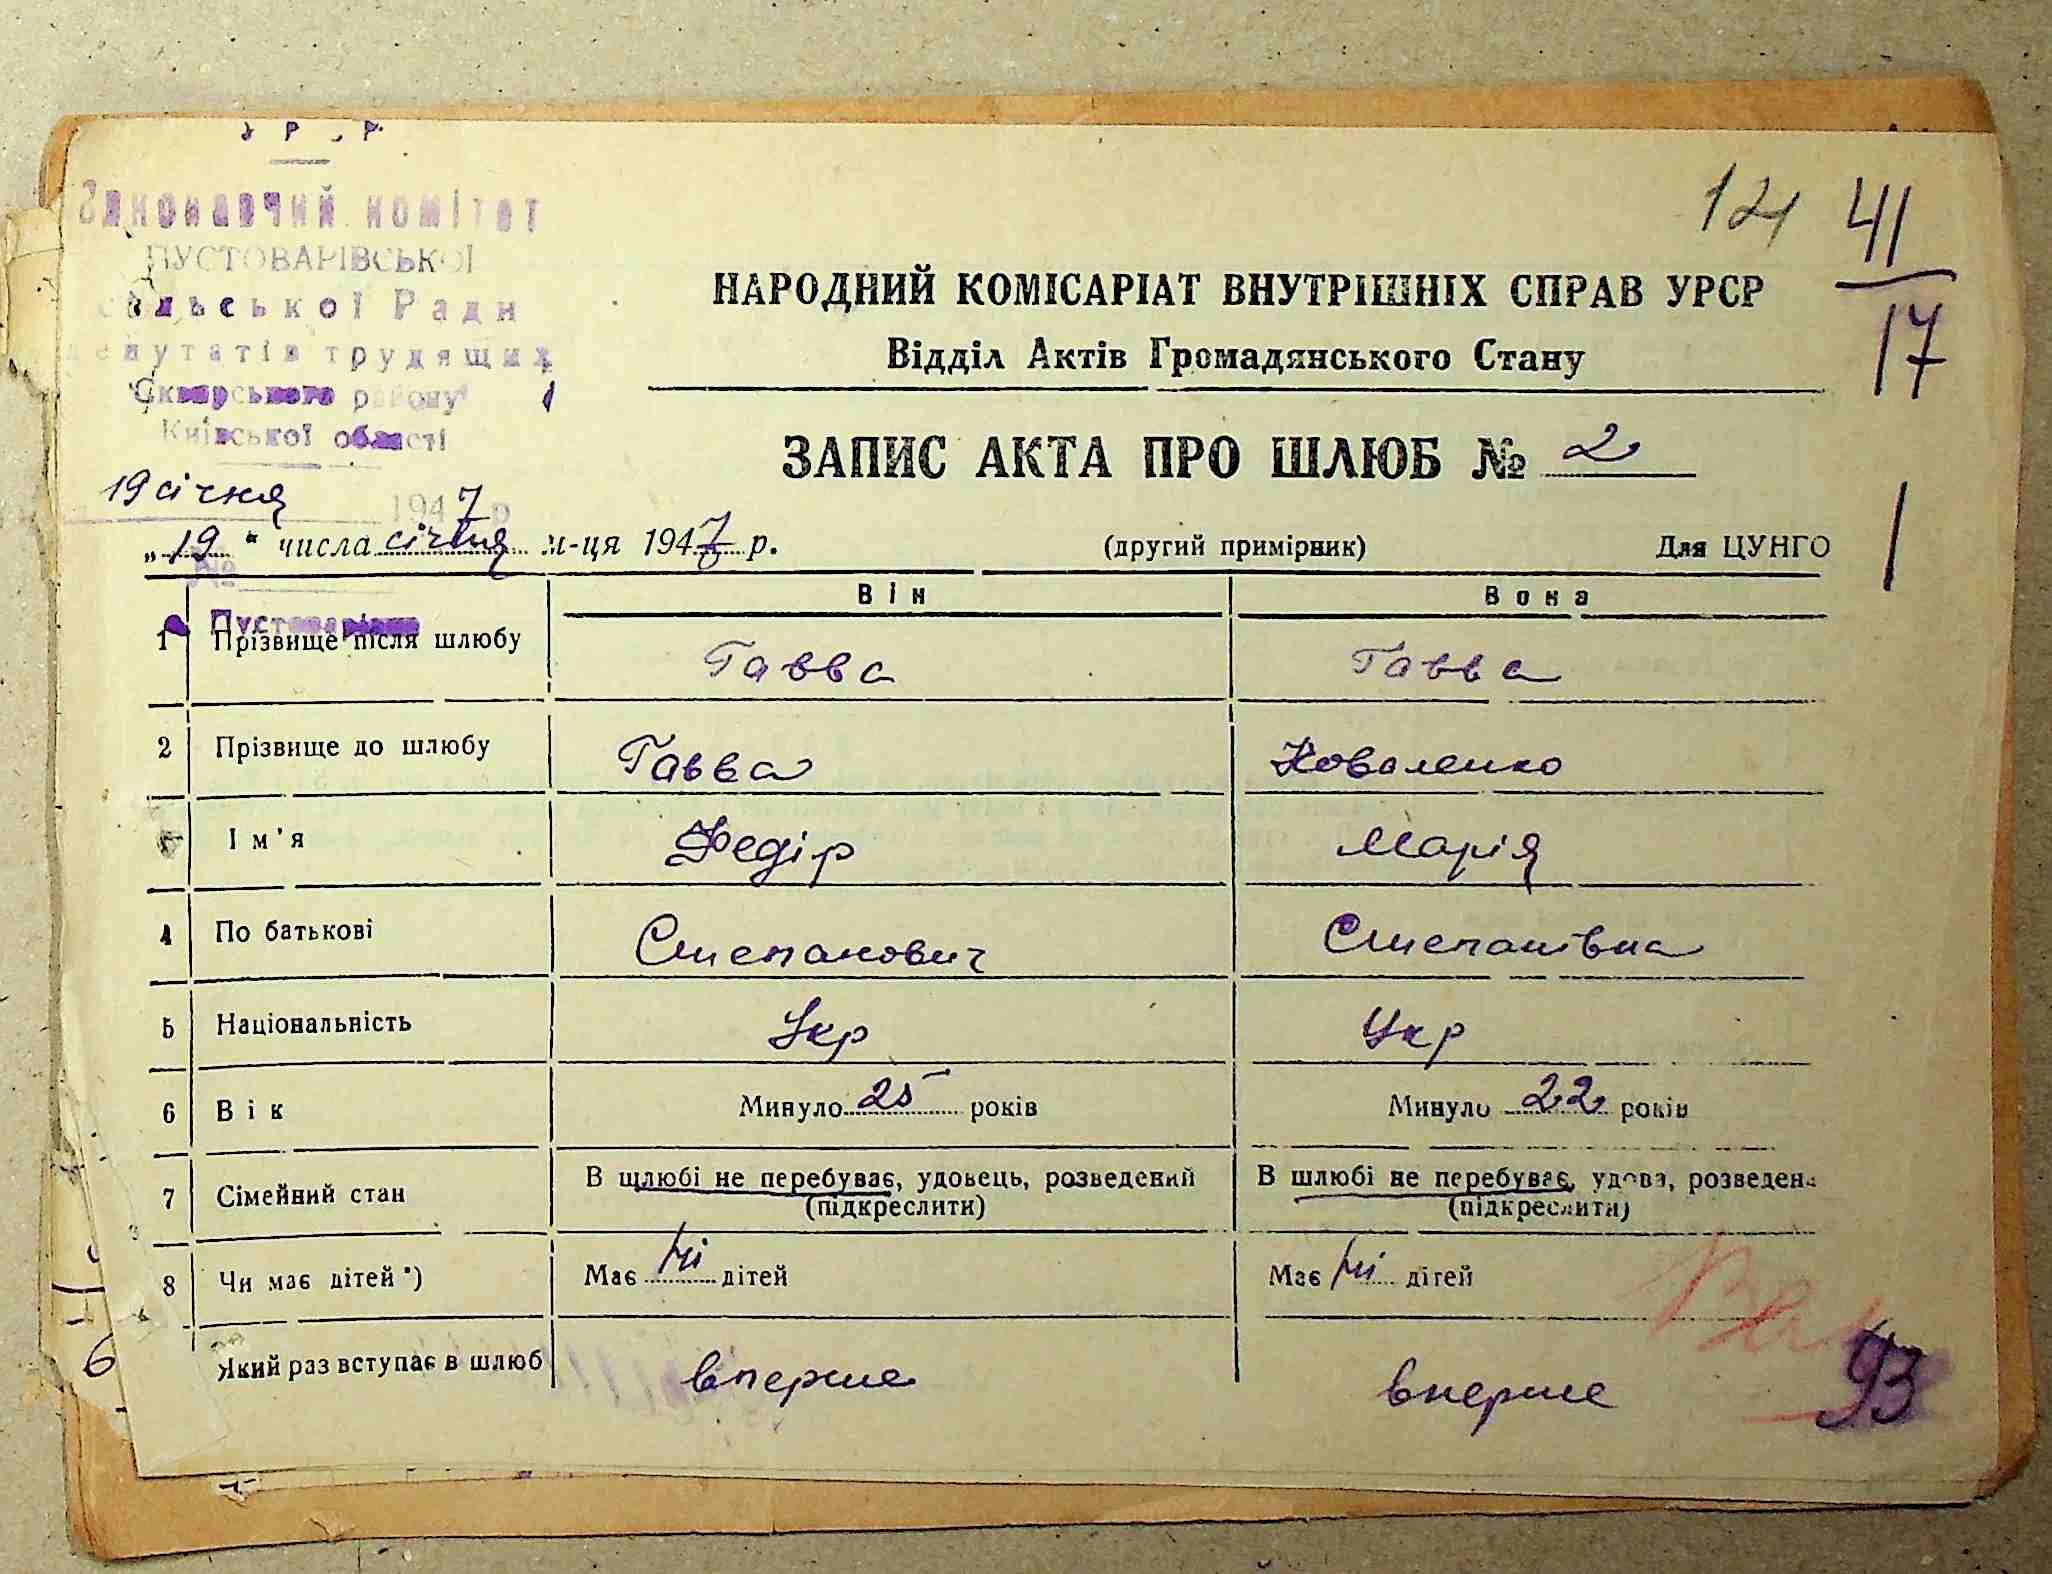 Виконавчий комітет
ПУСТОВАРІВСЬКОЇ
сільської Ради
депутатів трудящих
Сквирського району
Київської області
19 січня 1947 р
№
12
41
17
НАРОДНИЙ КОМІСАРІАТ ВНУТРІШНІХ СПРАВ УРСР
Відділ Актів Громадянського Стану
ЗАПИС АКТА ПРО ШЛЮБ № 2
„19“ числа січня м-ця 1947 р. (другий примірник) Для ЦУНГО
Він Вона
Пустоварівка
1 Прізвище після шлюбу Гавва Гавва
2 Прізвище до шлюбу Гавва Коваленко
Ім'я Федір Марія
4 По батькові Степанович Степанівна
5 Національність Укр Укр
6 Вік Минуло 25 років Минуло 22 років
7 Сімейний стан В шлюбі не перебуває, удовець, розведений В шлюбі не перебуває, удова, розведена
(підкреслити) (підкреслити)
8 Чи має дітей*) Має ні дітей Має ні дітей
Який раз вступає в шлюб вперше вперше
93
6